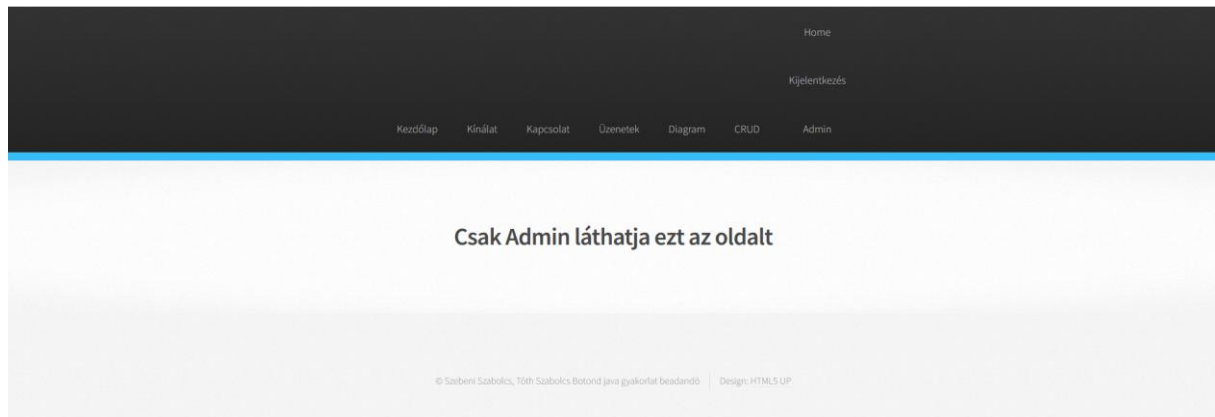 Home
Kijelentkezés
Kezdőlap Kínálat Kapcsolat Üzenetek Diagram CRUD Admin
Csak Admin láthatja ezt az oldalt
© Szebeni Szabolcs, Tóth Szabolcs Botond java gyakorlat beadandó Design: HTML5 UP